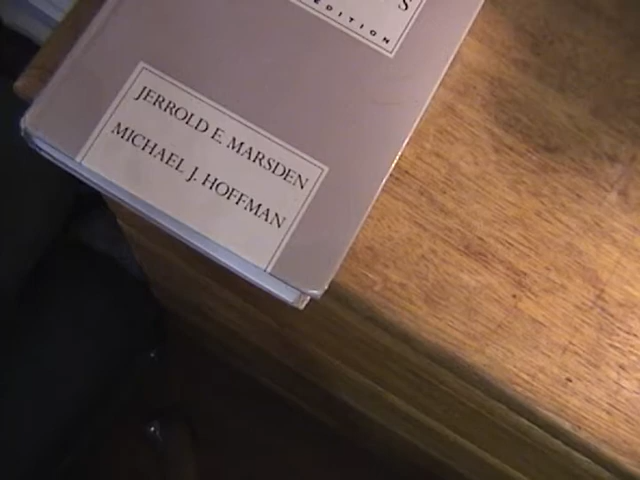 S
EDITION
JERROLD E. MARSDEN
MICHAEL J. HOFFMAN